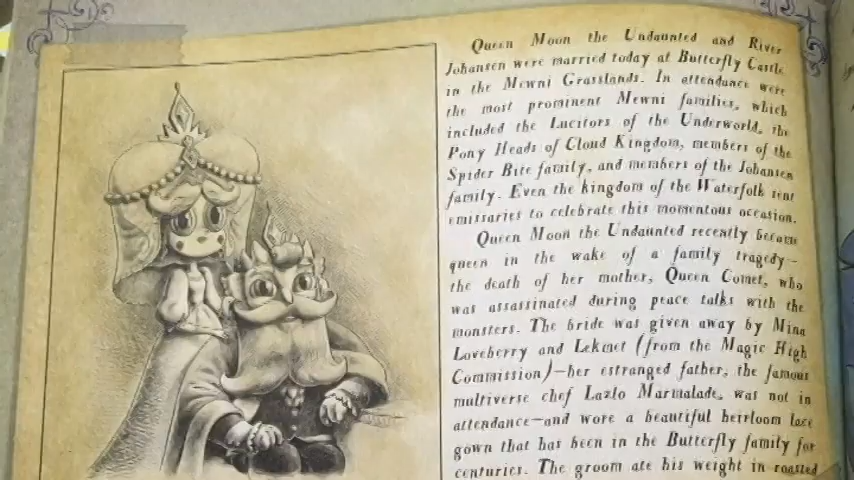 Queen Moon the Undaunted and River
Johansen were married today at Butterfly Castle
in the Mewni Grasslands. In attendance were
the most prominent Mewni families, which
included the Lucitors of the Underworld, the
Pony Heads of Cloud Kingdom, members of the
Spider Bite family, and members of the Johansen
family. Even the kingdom of the Waterfolk sent
emissaries to celebrate this momentous occasion.
Queen Moon the Undaunted recently became
queen in the wake of a family tragedy—
the death of her mother, Queen Comet, who
was assassinated during peace talks with the
monsters. The bride was given away by Mina
Loveberry and Lekmet (from the Magic High
Commission)—her estranged father, the famous
multiverse chef Lazlo Marmalade, was not in
attendance—and wore a beautiful heirloom lace
gown that has been in the Butterfly family for
centuries. The groom ate his weight in roasted